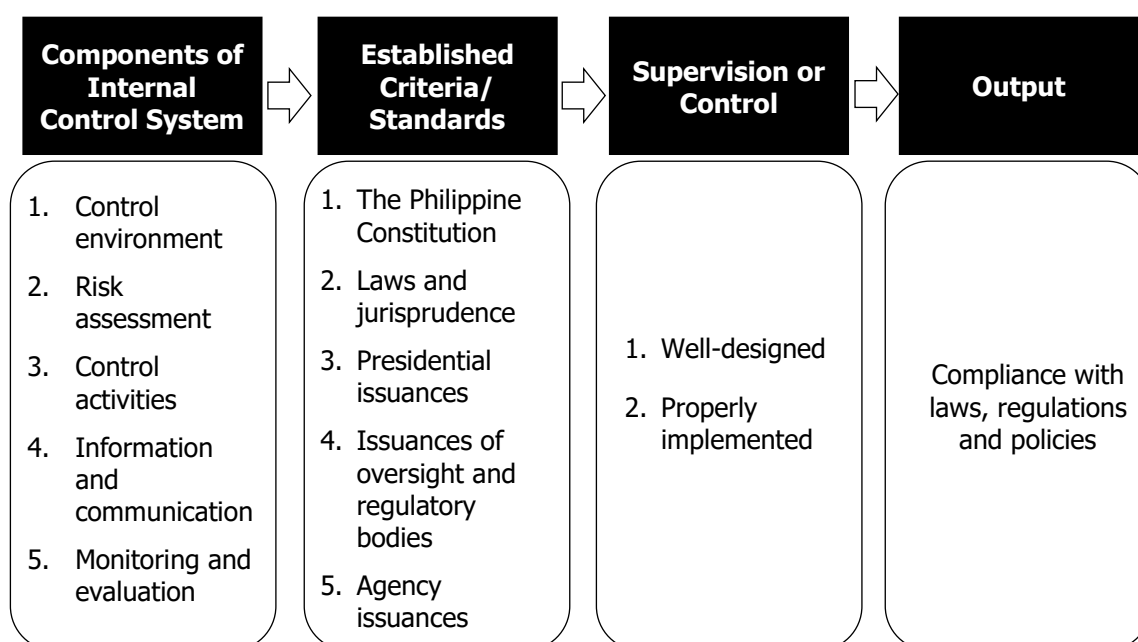 Components of
Internal
Control System
Established
Criteria/
Standards
Supervision or
Control
Output
1. Control
environment
2. Risk
assessment
3. Control
activities
4. Information
and
communication
5. Monitoring and
evaluation
1. The Philippine
Constitution
2. Laws and
jurisprudence
3. Presidential
issuances
4. Issuances of
oversight and
regulatory
bodies
5. Agency
issuances
1. Well-designed
2. Properly
implemented
Compliance with
laws, regulations
and policies